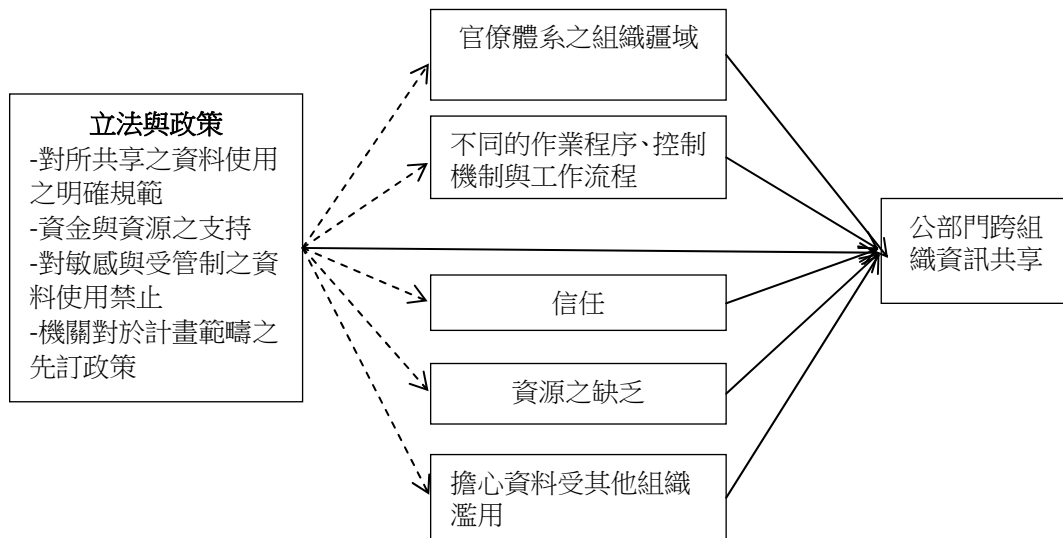 立法與政策
-對所共享之資料使用
之明確規範
-資金與資源之支持
-對敏感與受管制之資
料使用禁止
-機關對於計畫範疇之
先訂政策
官僚體系之組織疆域
不同的作業程序、控制
機制與工作流程
信任
資源之缺乏
擔心資料受其他組織
濫用
公部門跨組
織資訊共享